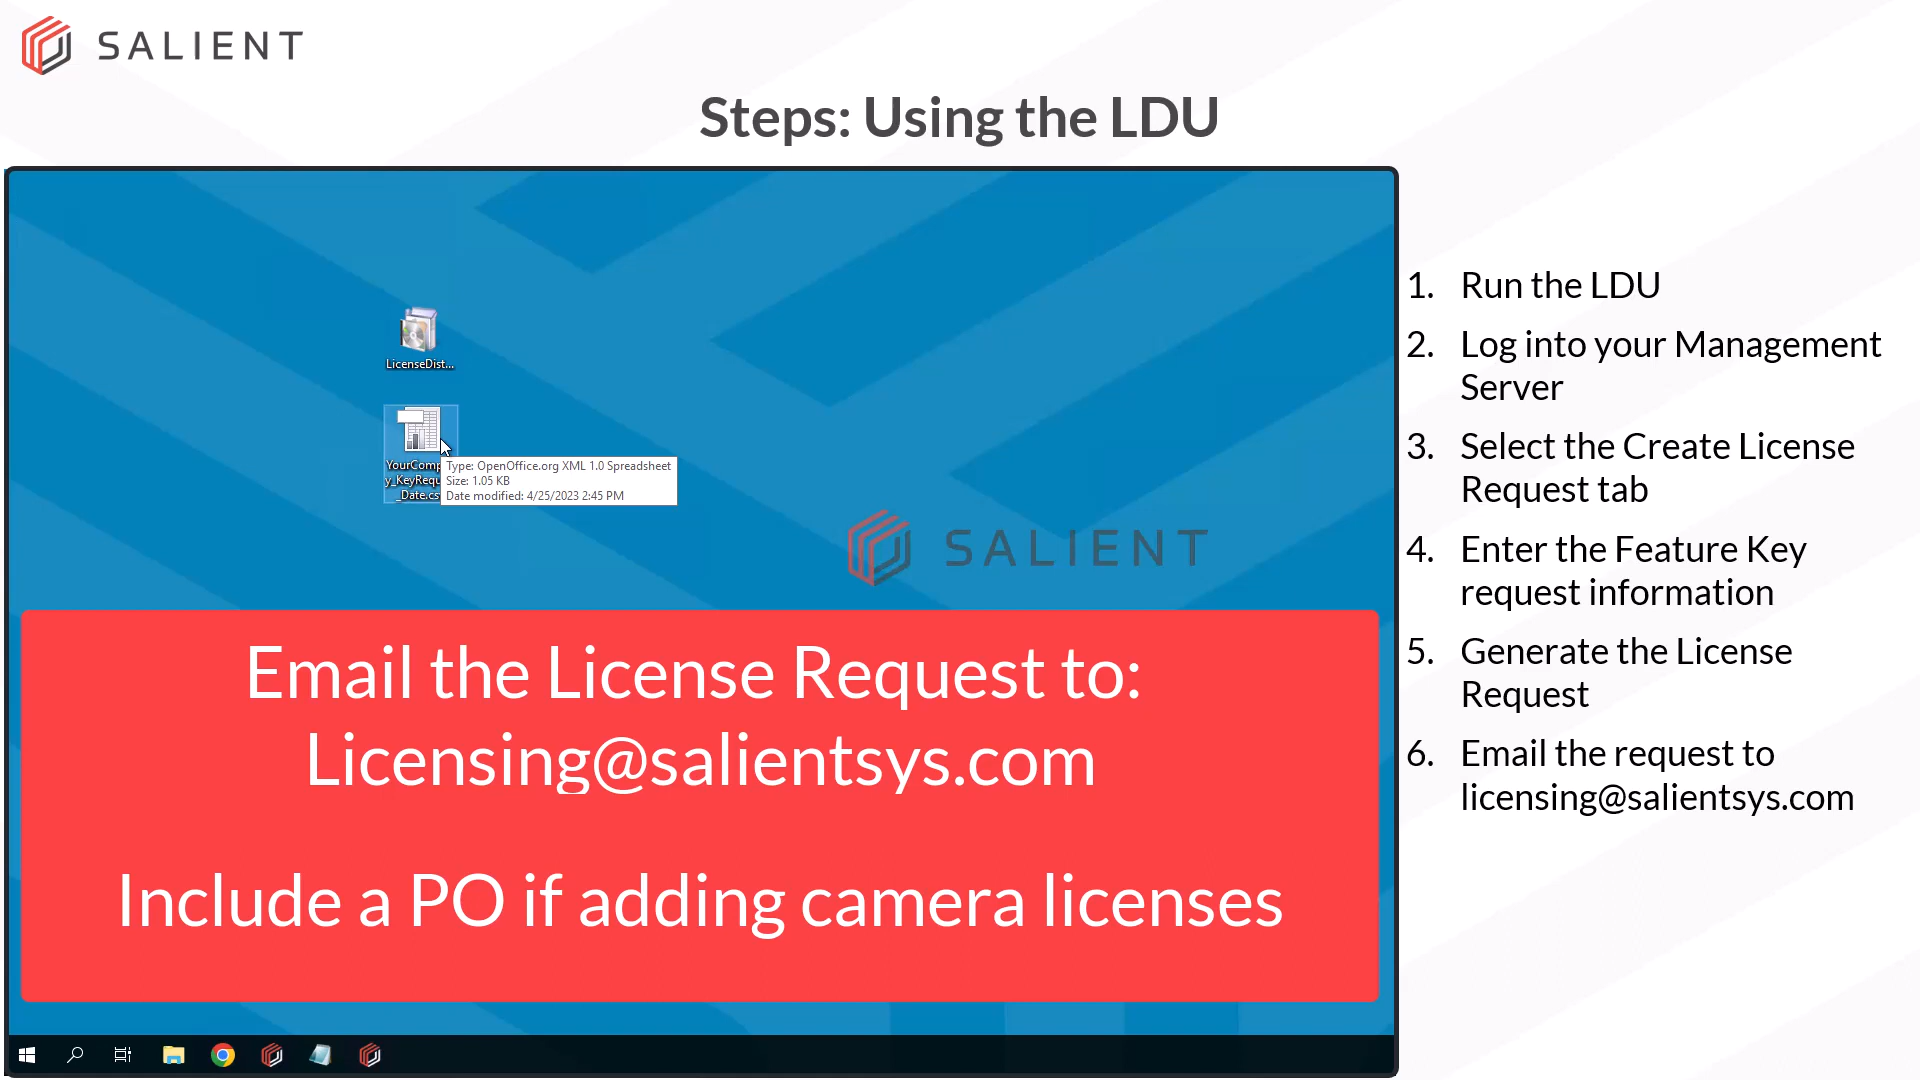 SALIENT
Steps: Using the LDU
LicenseDist...
YourComp
y_KeyRequ
_Date.cs
Type: OpenOffice.org XML 1.0 Spreadsheet
Size: 1.05 KB
Date modified: 4/25/2023 2:45 PM
SALIENT
Email the License Request to:
Licensing@salientsys.com
Include a PO if adding camera licenses
1. Run the LDU
2. Log into your Management
Server
3. Select the Create License
Request tab
4. Enter the Feature Key
request information
5. Generate the License
Request
6. Email the request to
licensing@salientsys.com